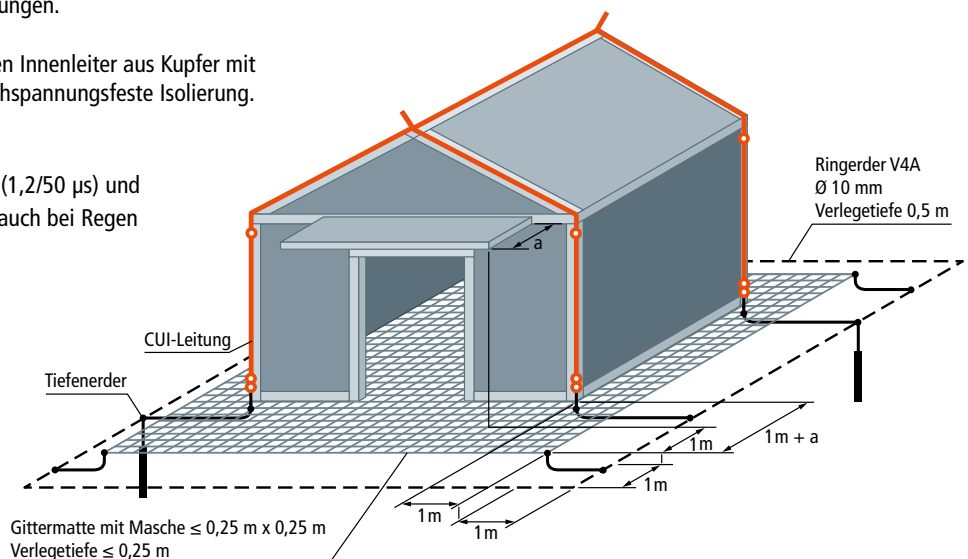 ungen.
en Innenleiter aus Kupfer mit
hspannungsfeste Isolierung.
(1,2/50 µs) und
auch bei Regen
Ringerder V4A
Ø 10 mm
Verlegetiefe 0,5 m
a
CUI-Leitung
Tiefenerder
1m
1m + a
1m
1m
1m
Gittermatte mit Masche ≤ 0,25 m x 0,25 m
Verlegetiefe ≤ 0,25 m